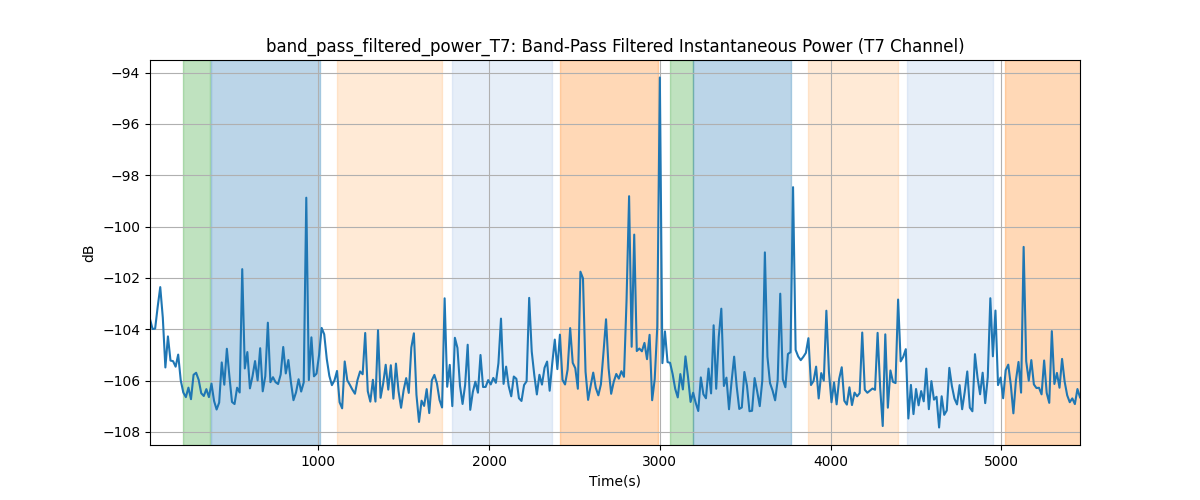 band_pass_filtered_power_T7: Band-Pass Filtered Instantaneous Power (T7 Channel)
−94
−96
−98
−100
−102
−104
−106
−108
dB
1000 2000 3000 4000 5000
Time(s)